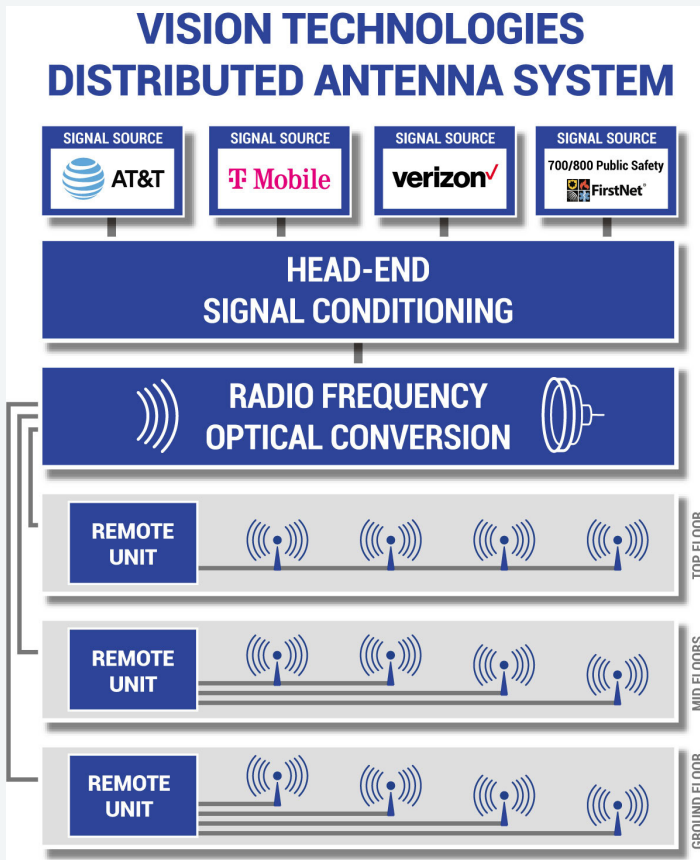 VISION TECHNOLOGIES
DISTRIBUTED ANTENNA SYSTEM
SIGNAL SOURCE
AT&T
SIGNAL SOURCE
T Mobile
SIGNAL SOURCE
verizon
SIGNAL SOURCE
700/800 Public Safety
FirstNet®
HEAD-END
SIGNAL CONDITIONING
RADIO FREQUENCY
OPTICAL CONVERSION
REMOTE
UNIT
TOP FLOOR
REMOTE
UNIT
MID FLOORS
REMOTE
UNIT
GROUND FLOOR